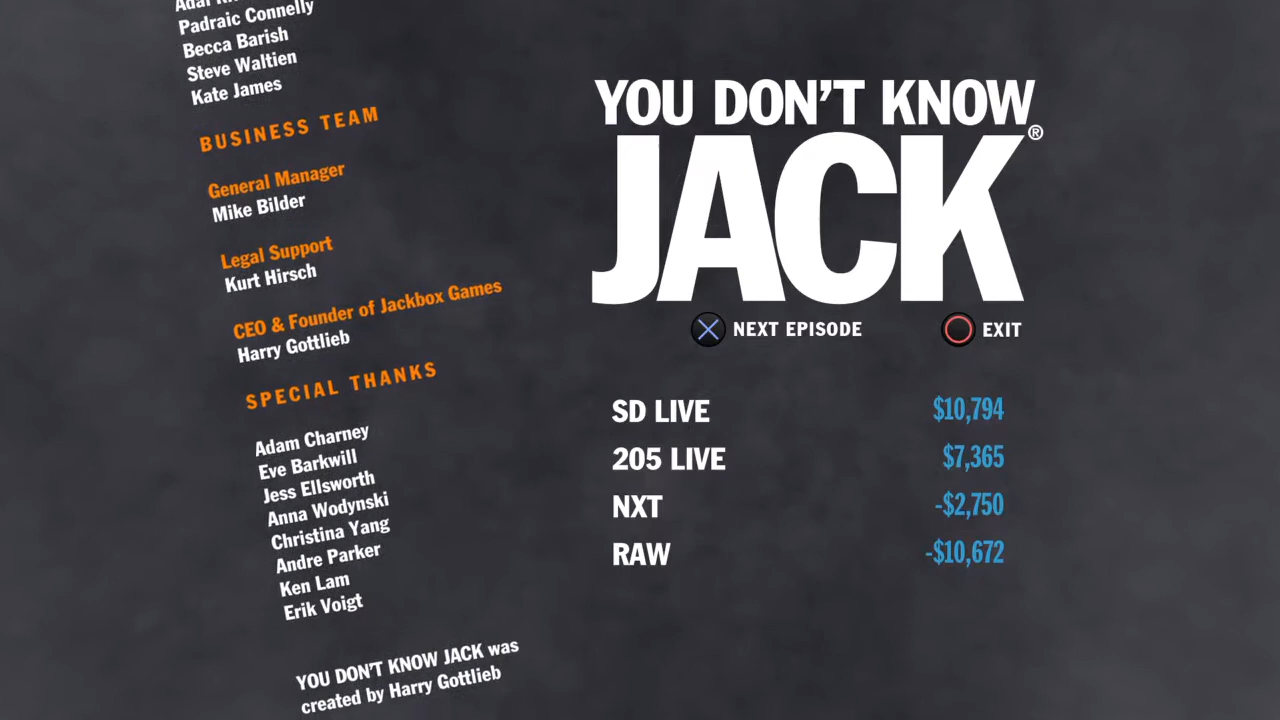 Padraic Connelly
Becca Barish
Steve Waltien
Kate James
BUSINESS TEAM
General Manager
Mike Bilder
Legal Support
Kurt Hirsch
CEO & Founder of Jackbox Games
Harry Gottlieb
SPECIAL THANKS
Adam Charney
Eve Barkwill
Jess Ellsworth
Anna Wodynski
Christina Yang
Andre Parker
Ken Lam
Erik Voigt
YOU DON'T KNOW JACK was
created by Harry Gottlieb
YOU DON'T KNOW
JACK®
NEXT EPISODE EXIT
SD LIVE $10,794
205 LIVE $7,365
NXT -$2,750
RAW -$10,672